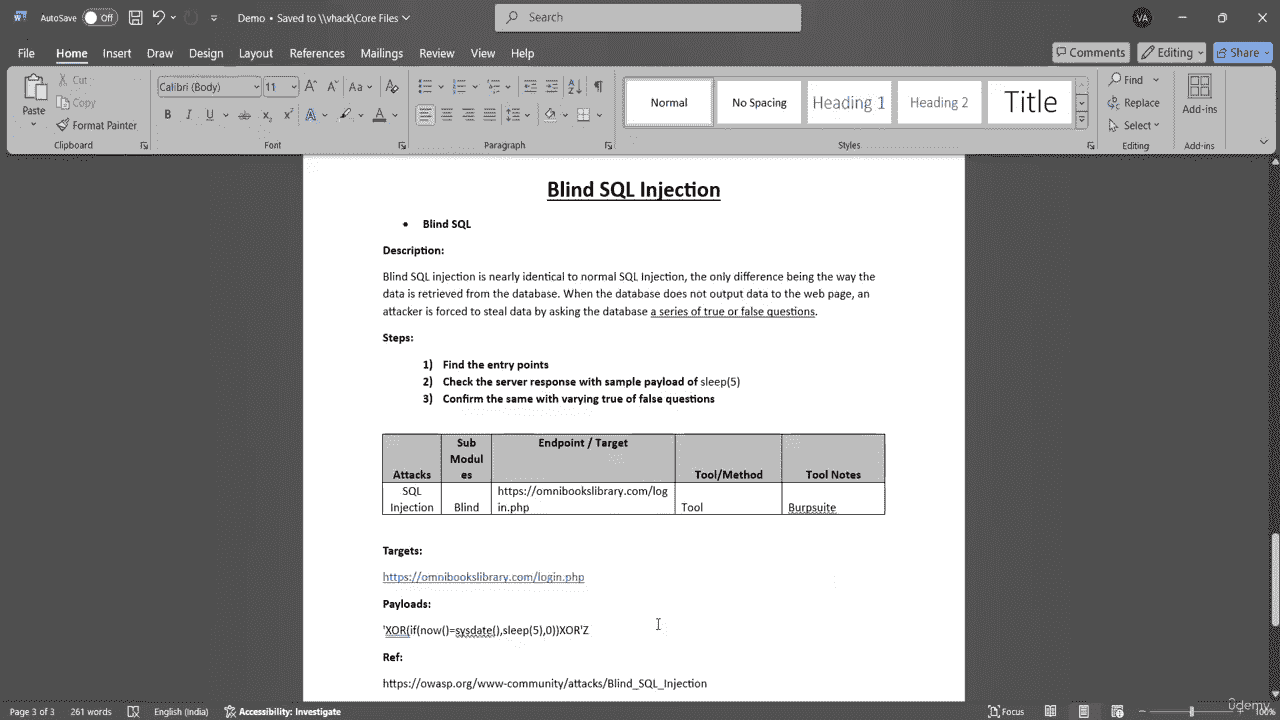 Demo • Saved to \\vhack\Documents
AutoSave Off
Search
VA
File Home Insert Draw Design Layout References Mailings Review View Help
Comments Editing Share
Paste
Cut
Copy
Format Painter
Clipboard
Calibri (Body) 11
Font
Paragraph
Normal No Spacing Heading 1 Heading 2 Title
Styles
Find
Replace
Select
Editing
Add-ins
Add-ins
Blind SQL Injection
• Blind SQL
Description:
Blind SQL injection is nearly identical to normal SQL Injection, the only difference being the way the
data is retrieved from the database. When the database does not output data to the web page, an
attacker is forced to steal data by asking the database a series of true or false questions.
Steps:
1) Find the entry points
2) Check the server response with sample payload of sleep(5)
3) Confirm the same with varying true of false questions
Attacks
Sub
Modul
es
Endpoint / Target
Tool/Method
Tool Notes
SQL
Injection
Blind
https://omnibookslibrary.com/log
in.php
Tool
Burpsuite
Targets:
https://omnibookslibrary.com/login.php
Payloads:
'XOR(if(now()=sysdate(),sleep(5),0))XOR'Z
Ref:
https://owasp.org/www-community/attacks/Blind_SQL_Injection
Page 3 of 3 261 words English (India) Accessibility: Investigate Focus 100%
Udemy